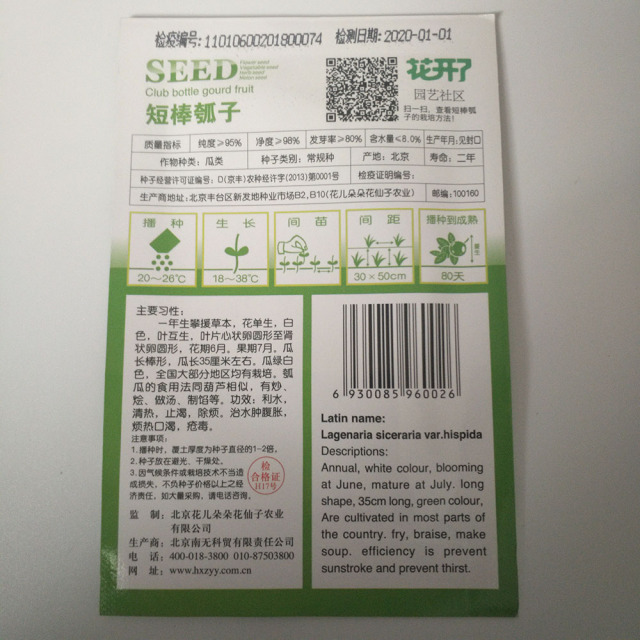 检疫编号: 11010600201800074 检测日期: 2020-01-01
SEED
Flower seed
Vegetable seed
herb seed
Melon seed
Club bottle gourd fruit
短棒瓠子
花开了
园艺社区
扫一扫，查看短棒瓠
子的栽培方法！
质量指标 纯度≥95% 净度≥98% 发芽率≥80% 含水量≤8.0% 生产年月:见封口
作物种类: 瓜类 种子类别: 常规种 产地: 北京 寿命: 二年
种子经营许可证编号: D(京丰)农种经许字(2013)第0001号 检疫证明编号:
生产商地址: 北京丰台区新发地种业市场B2,B10(花儿朵朵花仙子农业) 邮编: 100160
播种 生长 间苗 间距 播种到成熟
20～26℃ 18～38℃ 30×50cm 80天
主要习性:
一年生攀援草本，花单生，白
色，叶互生，叶片心状卵圆形至肾
状卵圆形，花期6月，果期7月，瓜
长棒形，瓜长35厘米左右，瓜绿白
色，全国大部分地区均有栽培。瓠
瓜的食用法同葫芦相似，有炒、
烩、做汤、制馅等。功效: 利水，
清热，止渴，除烦。治水肿腹胀，
烦热口渴，疮毒。
注意事项:
1.播种时，覆土厚度为种子直径的1-2倍。
2.种子放在避光、干燥处。
3.因气候条件或栽培技术不当造
成损失，不负种子价格以上之经
济责任，如大量采购，请电话咨询。
检
合格证
JJ17号
监 制: 北京花儿朵朵花仙子农业
有限公司
生产商: 北京南无科贸有限责任公司
电 话: 400-018-3800 010-87503800
网 址: www.hxzyy.com.cn
6 930085 960026
Latin name:
Lagenaria siceraria var.hispida
Descriptions:
Annual, white colour, blooming
at June, mature at July. long
shape, 35cm long, green colour,
Are cultivated in most parts of
the country. fry, braise, make
soup. efficiency is prevent
sunstroke and prevent thirst.